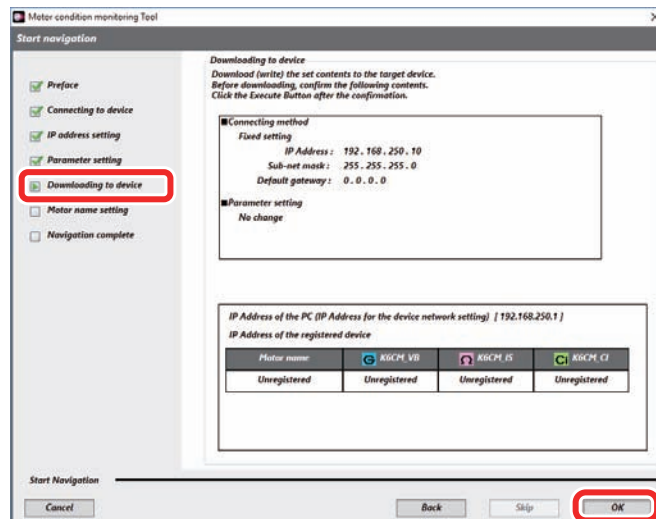 Motor condition monitoring Tool
Start navigation
Preface
Connecting to device
IP address setting
Parameter setting
Downloading to device
Motor name setting
Navigation complete
Downloading to device
Download (write) the set contents to the target device.
Before downloading, confirm the following contents.
Click the Execute Button after the confirmation.
■Connecting method
Fixed setting
IP Address : 192 . 168 . 250 . 10
Sub-net mask : 255 . 255 . 255 . 0
Default gateway : 0 . 0 . 0 . 0
■Parameter setting
No change
IP Address of the PC (IP Address for the device network setting) [ 192.168.250.1 ]
IP Address of the registered device
Motor name G K6CM_VB Ω K6CM_IS CI K6CM_CI
Unregistered Unregistered Unregistered Unregistered
Start Navigation
Cancel Back Skip OK